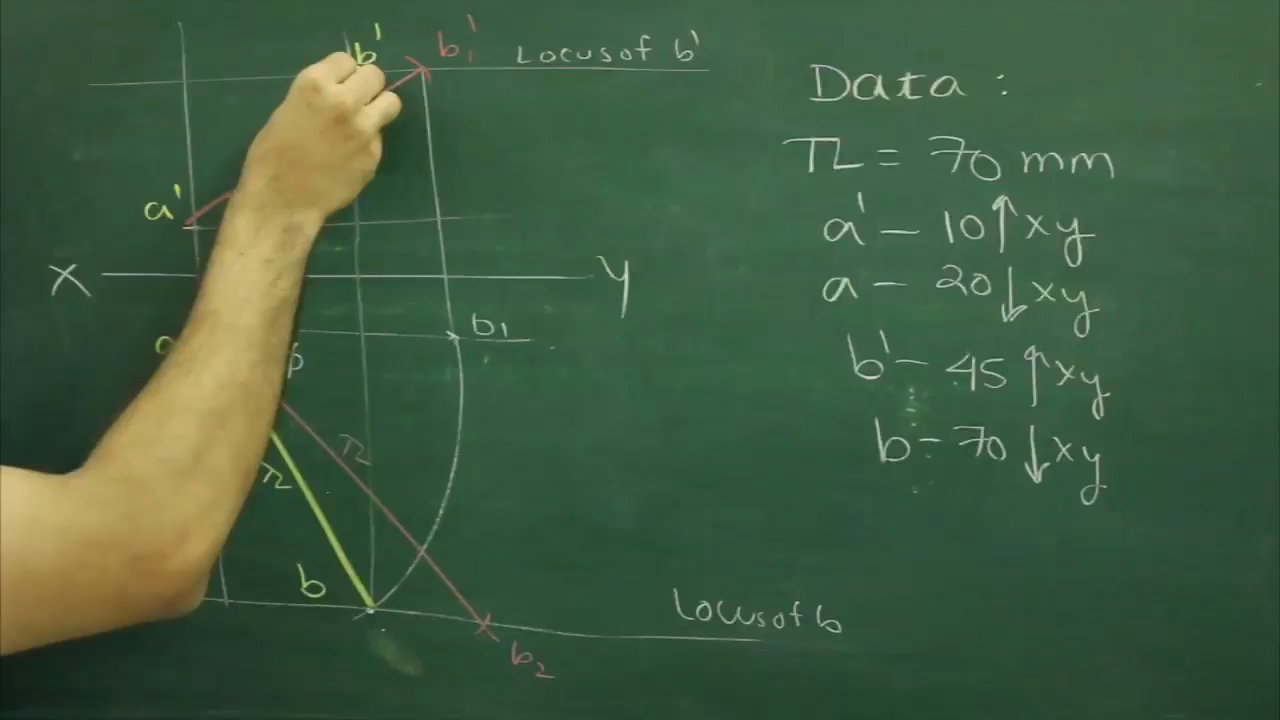 b'
b₁'
Locus of b'
a'
X
Y
a
b₁
β
TL
TL
b
b₂
Locus of b
Data :
TL = 70 mm
a' - 10 ↑ xy
a - 20 ↓ xy
b' - 45 ↑ xy
b - 70 ↓ xy